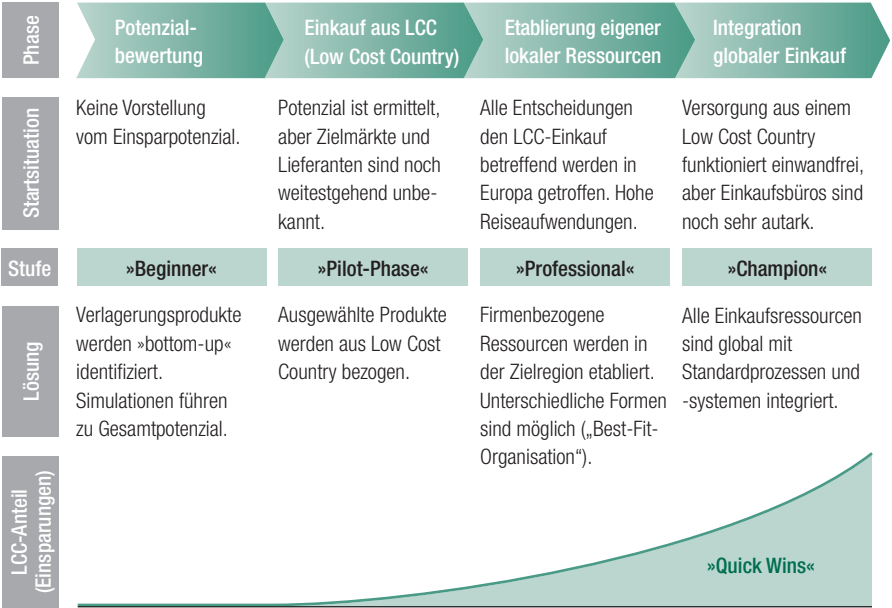 Phase
Potenzial-
bewertung
Einkauf aus LCC
(Low Cost Country)
Etablierung eigener
lokaler Ressourcen
Integration
globaler Einkauf
Startsituation
Keine Vorstellung
vom Einsparpotenzial.
Potenzial ist ermittelt,
aber Zielmärkte und
Lieferanten sind noch
weitestgehend unbe-
kannt.
Alle Entscheidungen
den LCC-Einkauf
betreffend werden in
Europa getroffen. Hohe
Reiseaufwendungen.
Versorgung aus einem
Low Cost Country
funktioniert einwandfrei,
aber Einkaufsbüros sind
noch sehr autark.
Stufe
»Beginner«
»Pilot-Phase«
»Professional«
»Champion«
Lösung
Verlagerungsprodukte
werden »bottom-up«
identifiziert.
Simulationen führen
zu Gesamtpotenzial.
Ausgewählte Produkte
werden aus Low Cost
Country bezogen.
Firmenbezogene
Ressourcen werden in
der Zielregion etabliert.
Unterschiedliche Formen
sind möglich („Best-Fit-
Organisation“).
Alle Einkaufsressourcen
sind global mit
Standardprozessen und
-systemen integriert.
LCC-Anteil
(Einsparungen)
»Quick Wins«